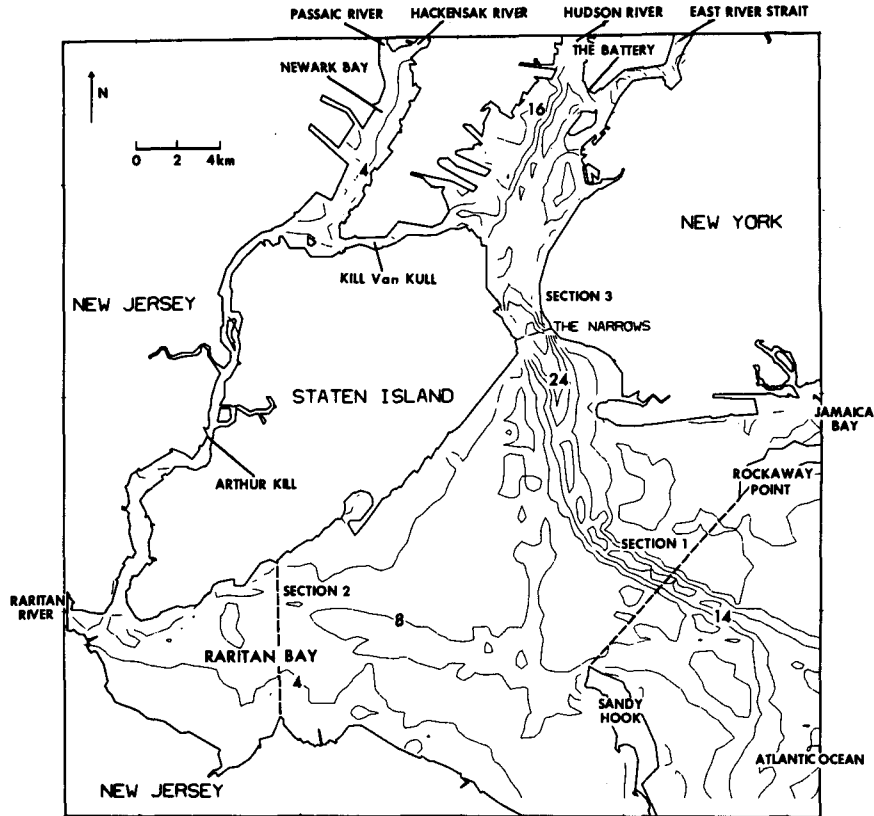 PASSAIC RIVER
HACKENSAK RIVER
HUDSON RIVER
EAST RIVER STRAIT
THE BATTERY
NEWARK BAY
N
16
0 2 4km
4
NEW YORK
KILL Van KULL
SECTION 3
NEW JERSEY
THE NARROWS
24
STATEN ISLAND
JAMAICA
BAY
ROCKAWAY
POINT
ARTHUR KILL
SECTION 1
SECTION 2
RARITAN
RIVER
8
14
RARITAN BAY
4
SANDY
HOOK
ATLANTIC OCEAN
NEW JERSEY